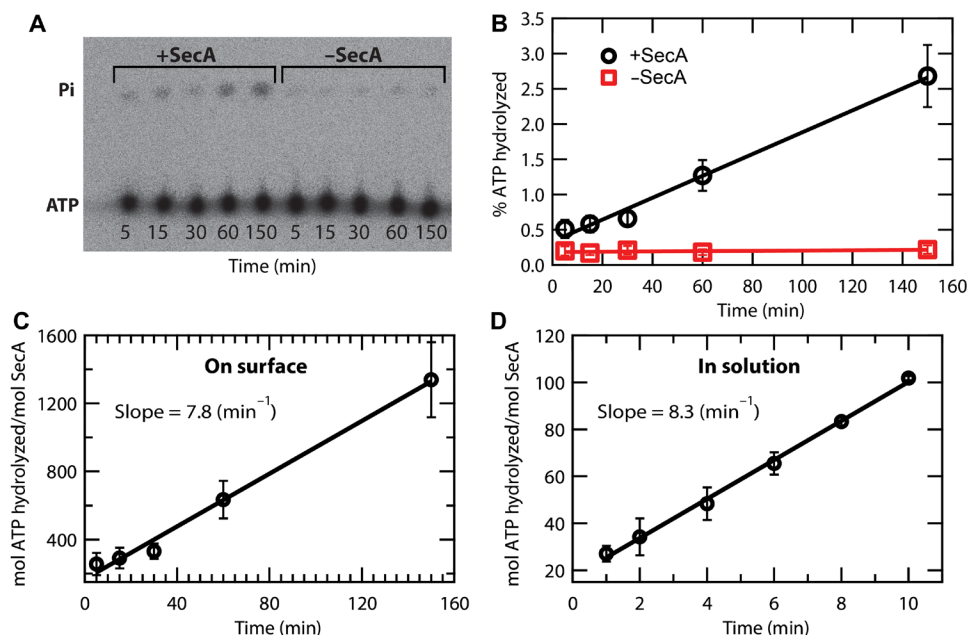 A
+SecA
–SecA
Pi
ATP
5 15 30 60 150 5 15 30 60 150
Time (min)
B
% ATP hydrolyzed
3.5
3.0
2.5
2.0
1.5
1.0
0.5
0.0
+SecA
–SecA
0 20 40 60 80 100 120 140 160
Time (min)
C
mol ATP hydrolyzed/mol SecA
1600
1200
800
400
On surface
Slope = 7.8 (min⁻¹)
0 40 80 120 160
Time (min)
D
mol ATP hydrolyzed/mol SecA
120
100
80
60
40
20
In solution
Slope = 8.3 (min⁻¹)
0 2 4 6 8 10
Time (min)